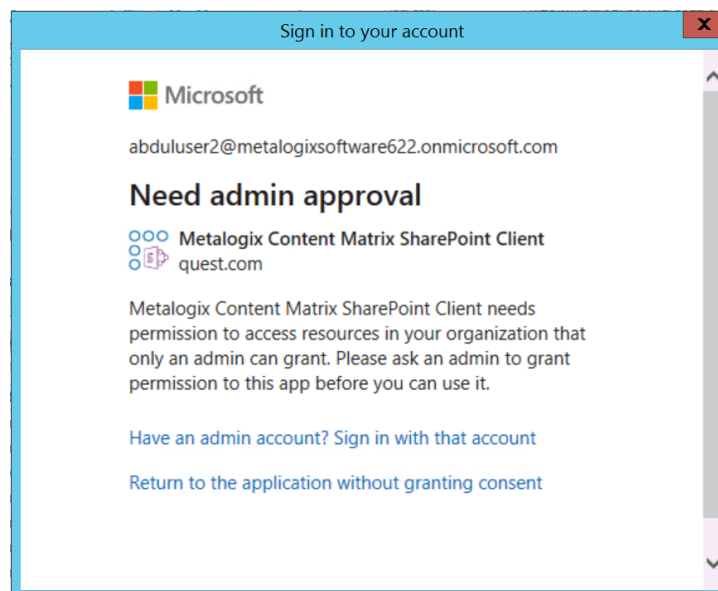 Sign in to your account
X
Microsoft
abduluser2@metalogixsoftware622.onmicrosoft.com
Need admin approval
Metalogix Content Matrix SharePoint Client
quest.com
Metalogix Content Matrix SharePoint Client needs
permission to access resources in your organization that
only an admin can grant. Please ask an admin to grant
permission to this app before you can use it.
Have an admin account? Sign in with that account
Return to the application without granting consent